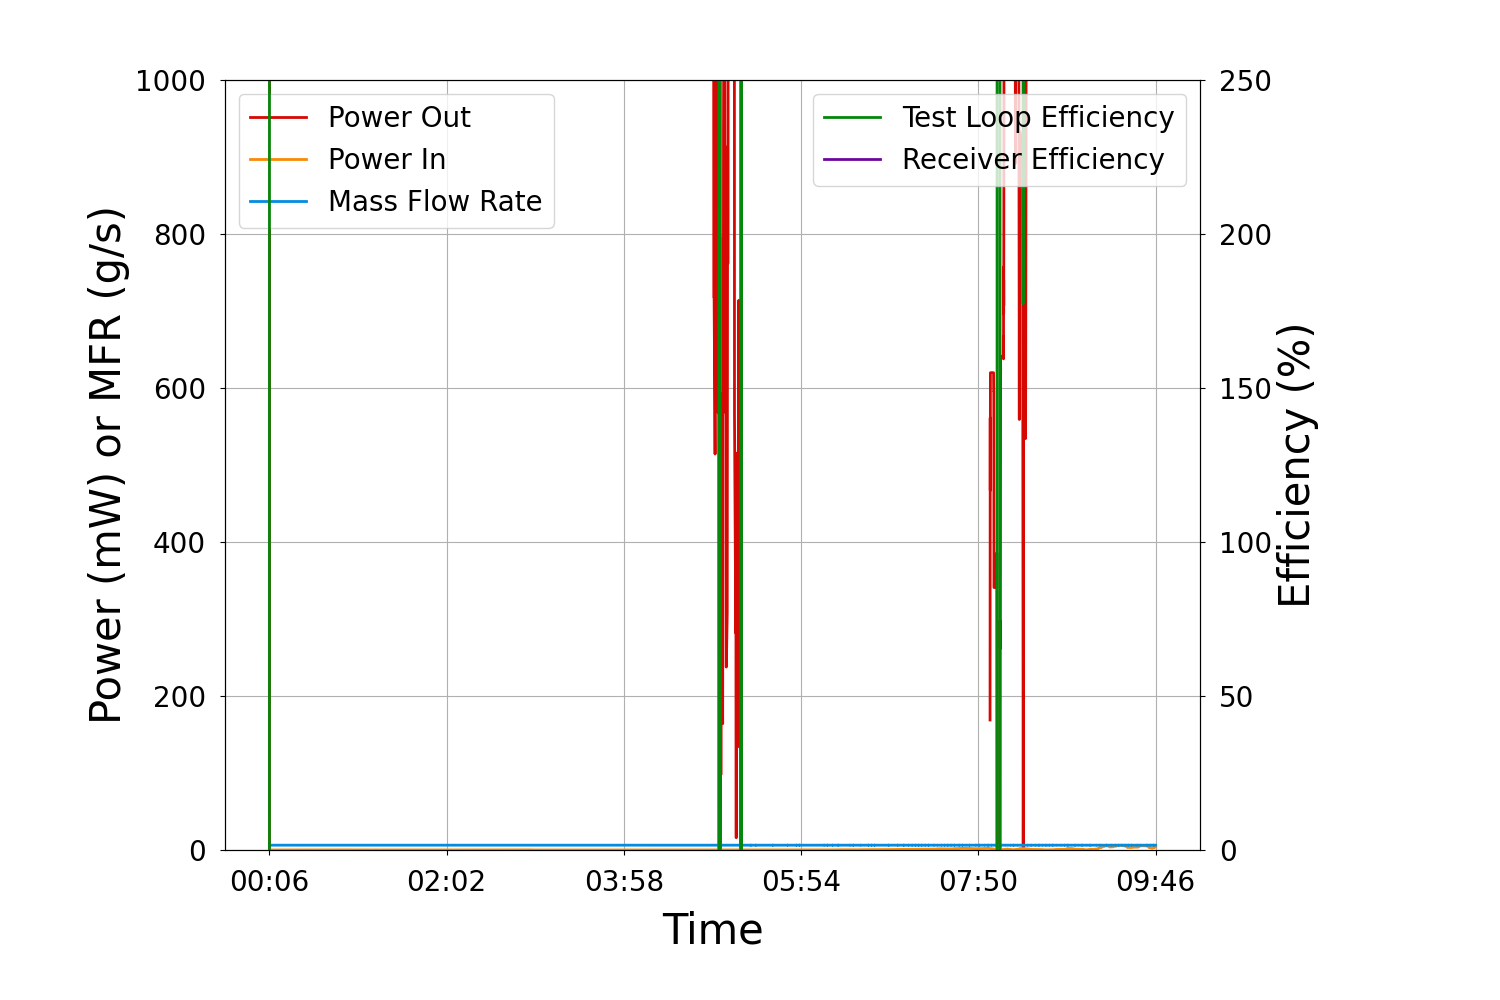 1000
800
600
400
200
0
Power (mW) or MFR (g/s)
Power Out
Power In
Mass Flow Rate
Test Loop Efficiency
Receiver Efficiency
250
200
150
100
50
0
Efficiency (%)
00:06 02:02 03:58 05:54 07:50 09:46
Time